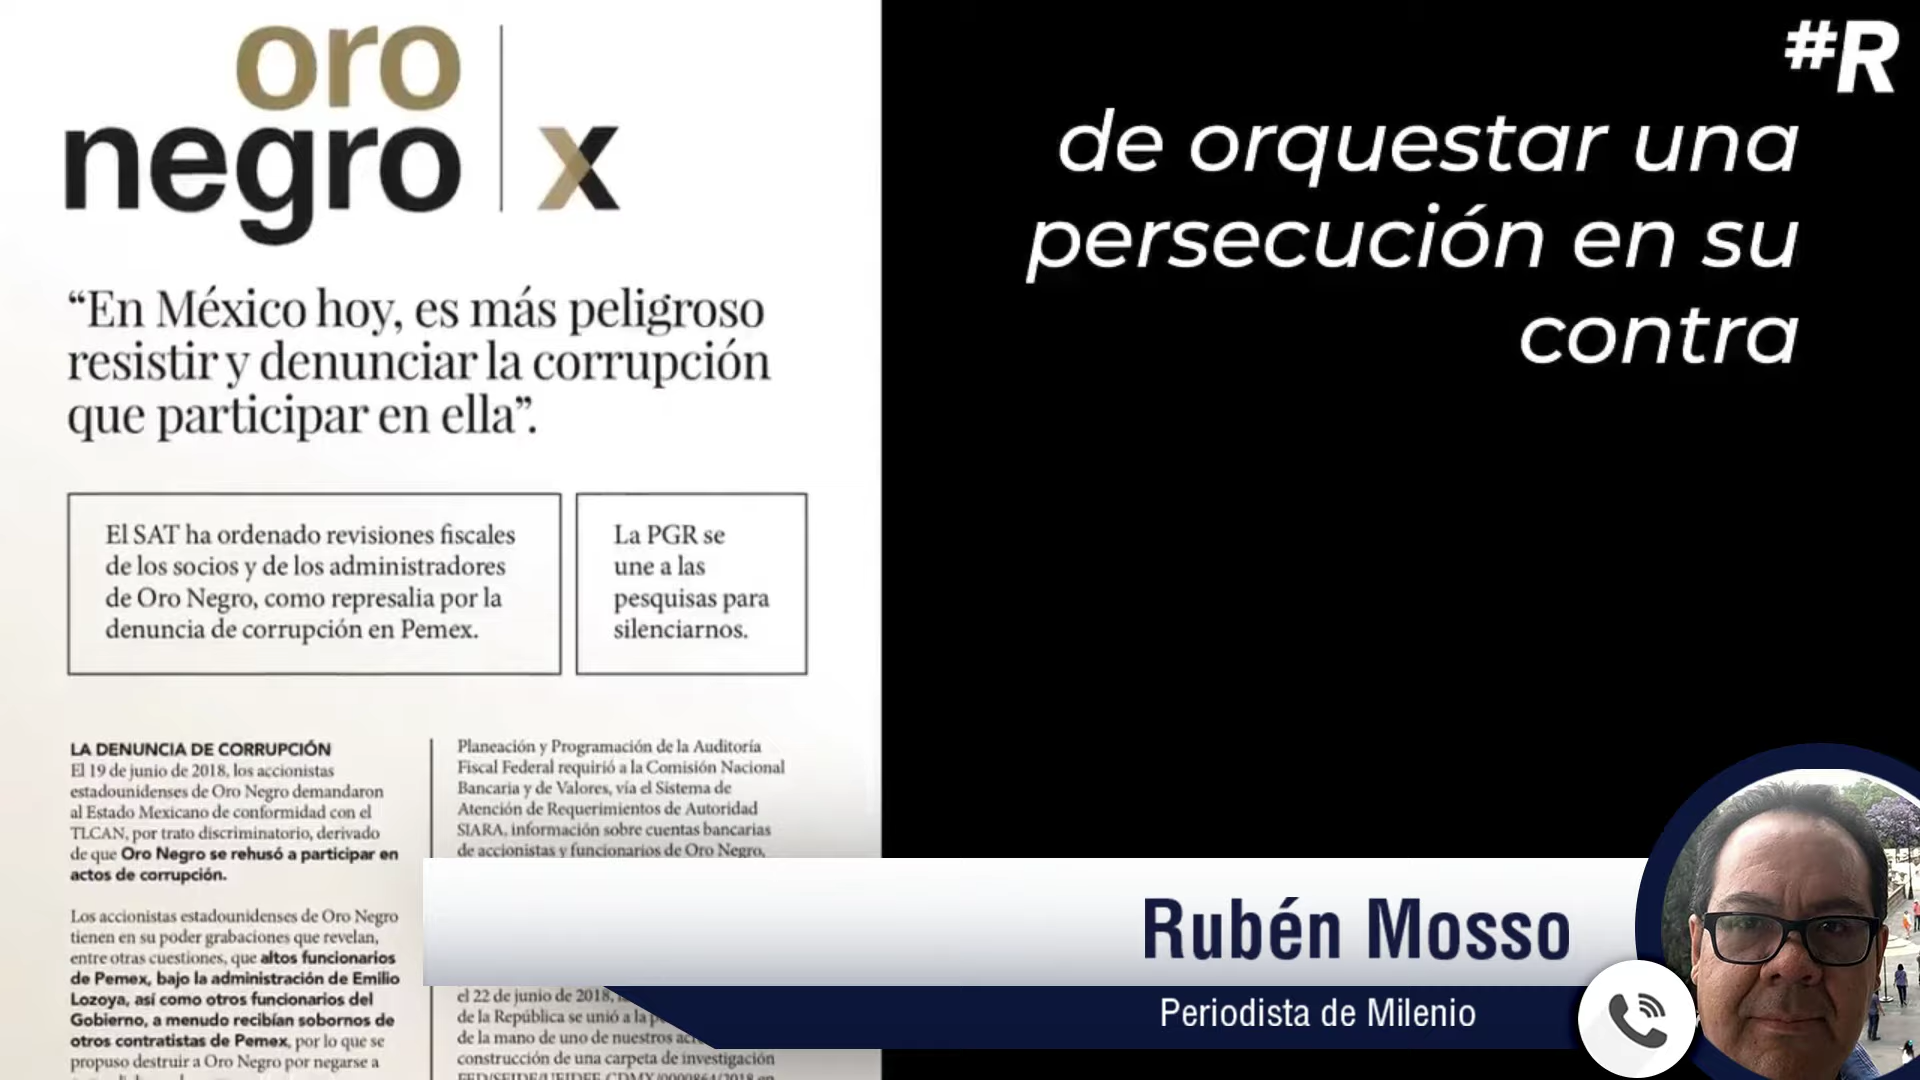 oro
negro x
“En México hoy, es más peligroso
resistir y denunciar la corrupción
que participar en ella”.
El SAT ha ordenado revisiones fiscales
de los socios y de los administradores
de Oro Negro, como represalia por la
denuncia de corrupción en Pemex.
La PGR se
une a las
pesquisas para
silenciarnos.
LA DENUNCIA DE CORRUPCIÓN
El 19 de junio de 2018, los accionistas
estadounidenses de Oro Negro demandaron
al Estado Mexicano de conformidad con el
TLCAN, por trato discriminatorio, derivado
de que Oro Negro se rehusó a participar en
actos de corrupción.
Los accionistas estadounidenses de Oro Negro
tienen en su poder grabaciones que revelan,
entre otras cuestiones, que altos funcionarios
de Pemex, bajo la administración de Emilio
Lozoya, así como otros funcionarios del
Gobierno, a menudo recibían sobornos de
otros contratistas de Pemex, por lo que se
propuso destruir a Oro Negro por negarse a
Planeación y Programación de la Auditoría
Fiscal Federal requirió a la Comisión Nacional
Bancaria y de Valores, vía el Sistema de
Atención de Requerimientos de Autoridad
SIARA, información sobre cuentas bancarias
de accionistas y funcionarios de Oro Negro,
el 22 de junio de 2018,
de la República se unió a la
de la mano de uno de nuestros
construcción de una carpeta de investigación
#R
de orquestar una
persecución en su
contra
Rubén Mosso
Periodista de Milenio